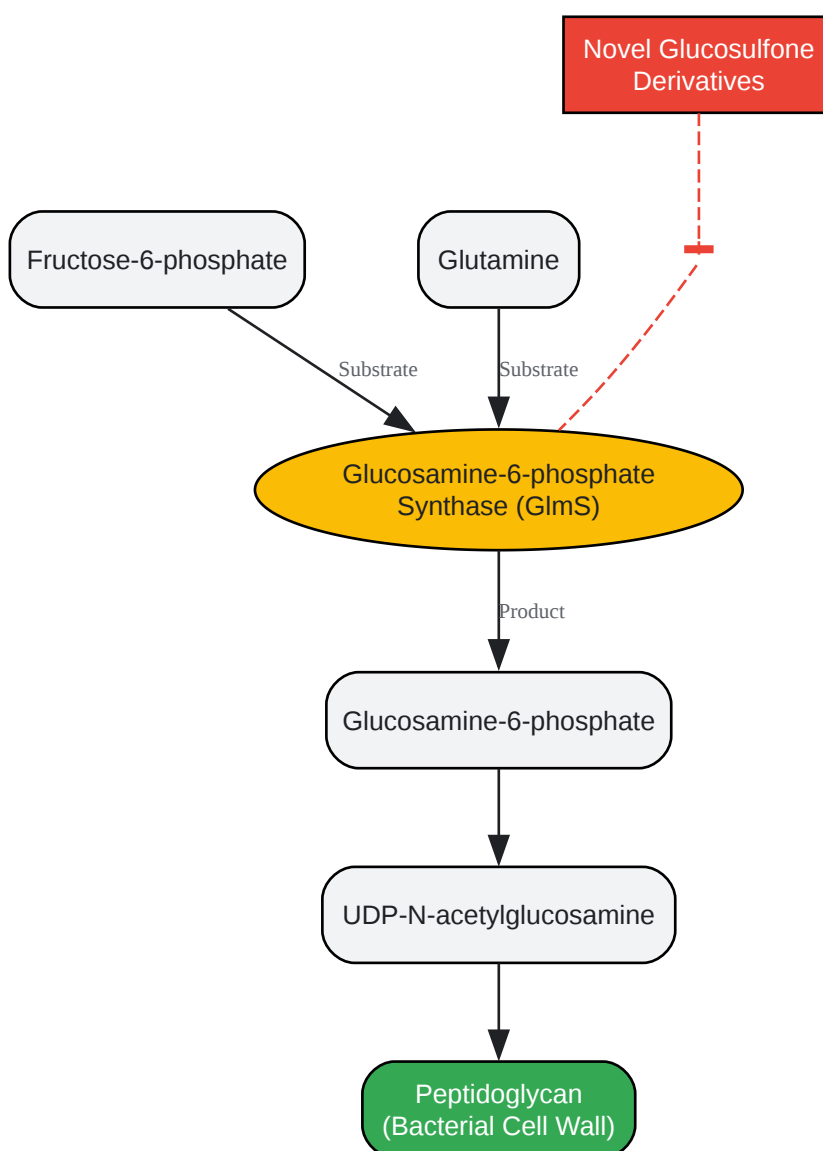 Novel Glucosulfone
Derivatives
Fructose-6-phosphate
Glutamine
Substrate
Substrate
Glucosamine-6-phosphate
Synthase (GlmS)
Product
Glucosamine-6-phosphate
UDP-N-acetylglucosamine
Peptidoglycan
(Bacterial Cell Wall)